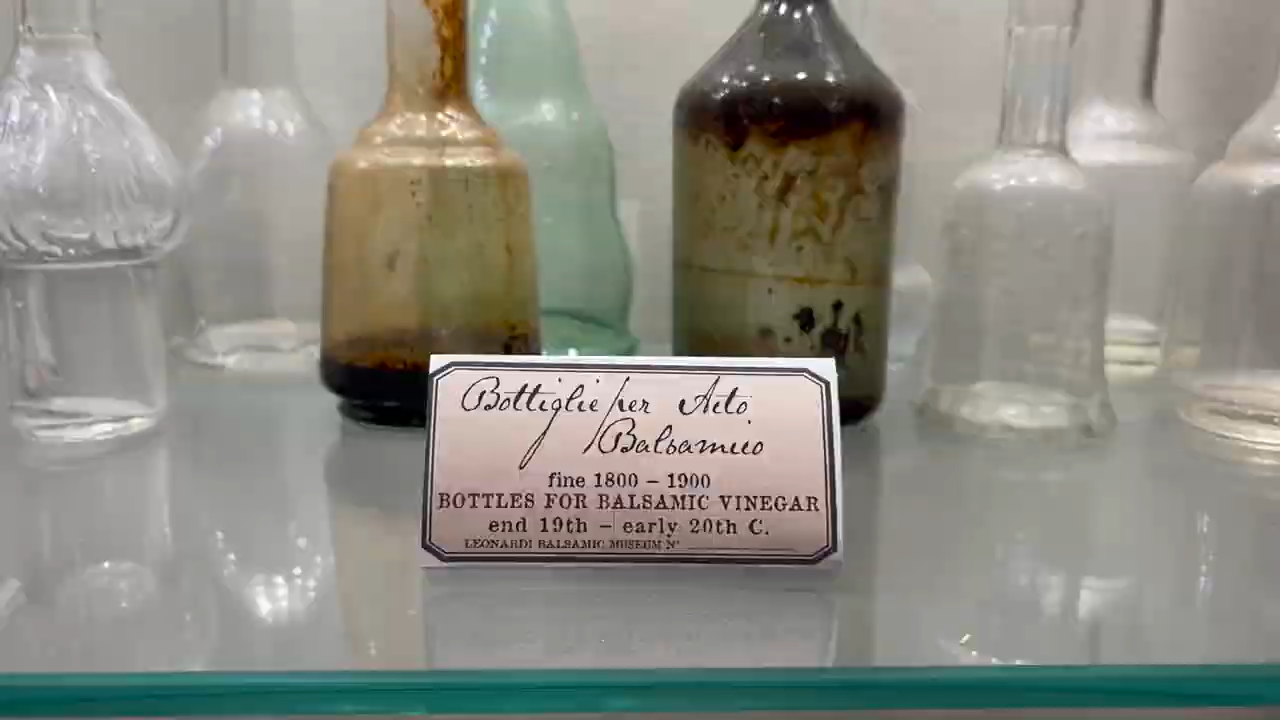 Bottiglie per Aceto
Balsamico
fine 1800 – 1900
BOTTLES FOR BALSAMIC VINEGAR
end 19th – early 20th C.
LEONARDI BALSAMIC MUSEUM N°